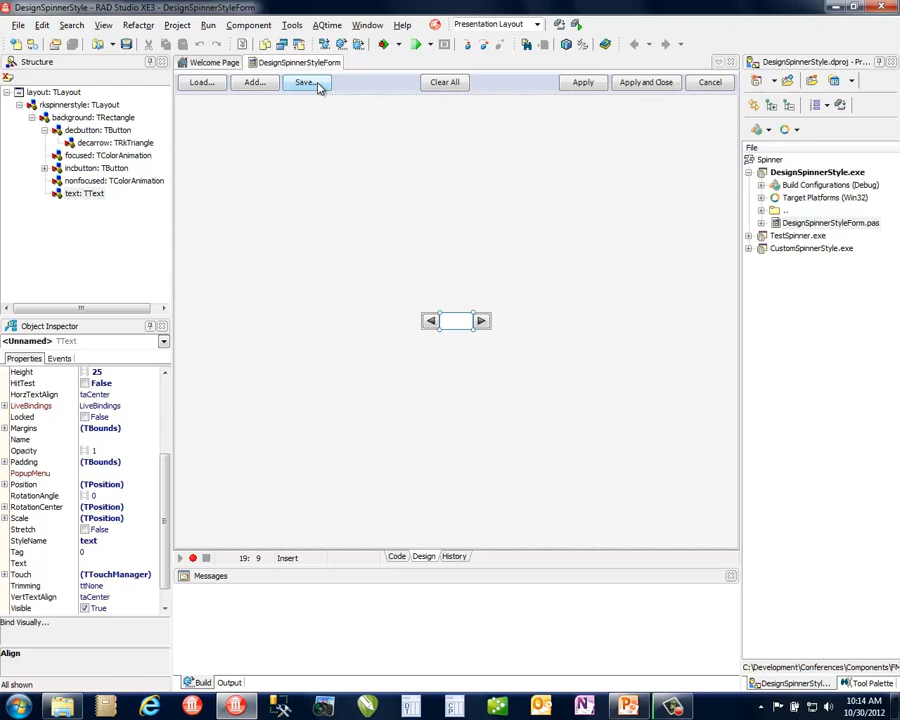 DesignSpinnerStyle - RAD Studio XE3 - DesignSpinnerStyleForm
File Edit Search View Refactor Project Run Component Tools AQtime Window Help Presentation Layout
Structure
Welcome Page DesignSpinnerStyleForm
DesignSpinnerStyle.dproj - P...
Load... Add... Save... Clear All Apply Apply and Close Cancel
layout: TLayout
rkspinnerstyle: TLayout
background: TRectangle
decbutton: TButton
decarrow: TRkTriangle
focused: TColorAnimation
incbutton: TButton
nonfocused: TColorAnimation
text: TText
File
Spinner
DesignSpinnerStyle.exe
Build Configurations (Debug)
Target Platforms (Win32)
..
DesignSpinnerStyleForm.pas
TestSpinner.exe
CustomSpinnerStyle.exe
Object Inspector
<Unnamed> TText
Properties Events
Height 25
HitTest False
HorzTextAlign taCenter
LiveBindings LiveBindings
Locked False
Margins (TBounds)
Name
Opacity 1
Padding (TBounds)
PopupMenu
Position (TPosition)
RotationAngle 0
RotationCenter (TPosition)
Scale (TPosition)
Stretch False
StyleName text
Tag 0
Text
Touch (TTouchManager)
Trimming ttNone
VertTextAlign taCenter
Visible True
Bind Visually...
Align
All shown
19: 9 Insert Code Design History
Messages
Build Output
C:\Development\Conferences\Components\FM
DesignSpinnerStyl... Tool Palette
10:14 AM
10/30/2012